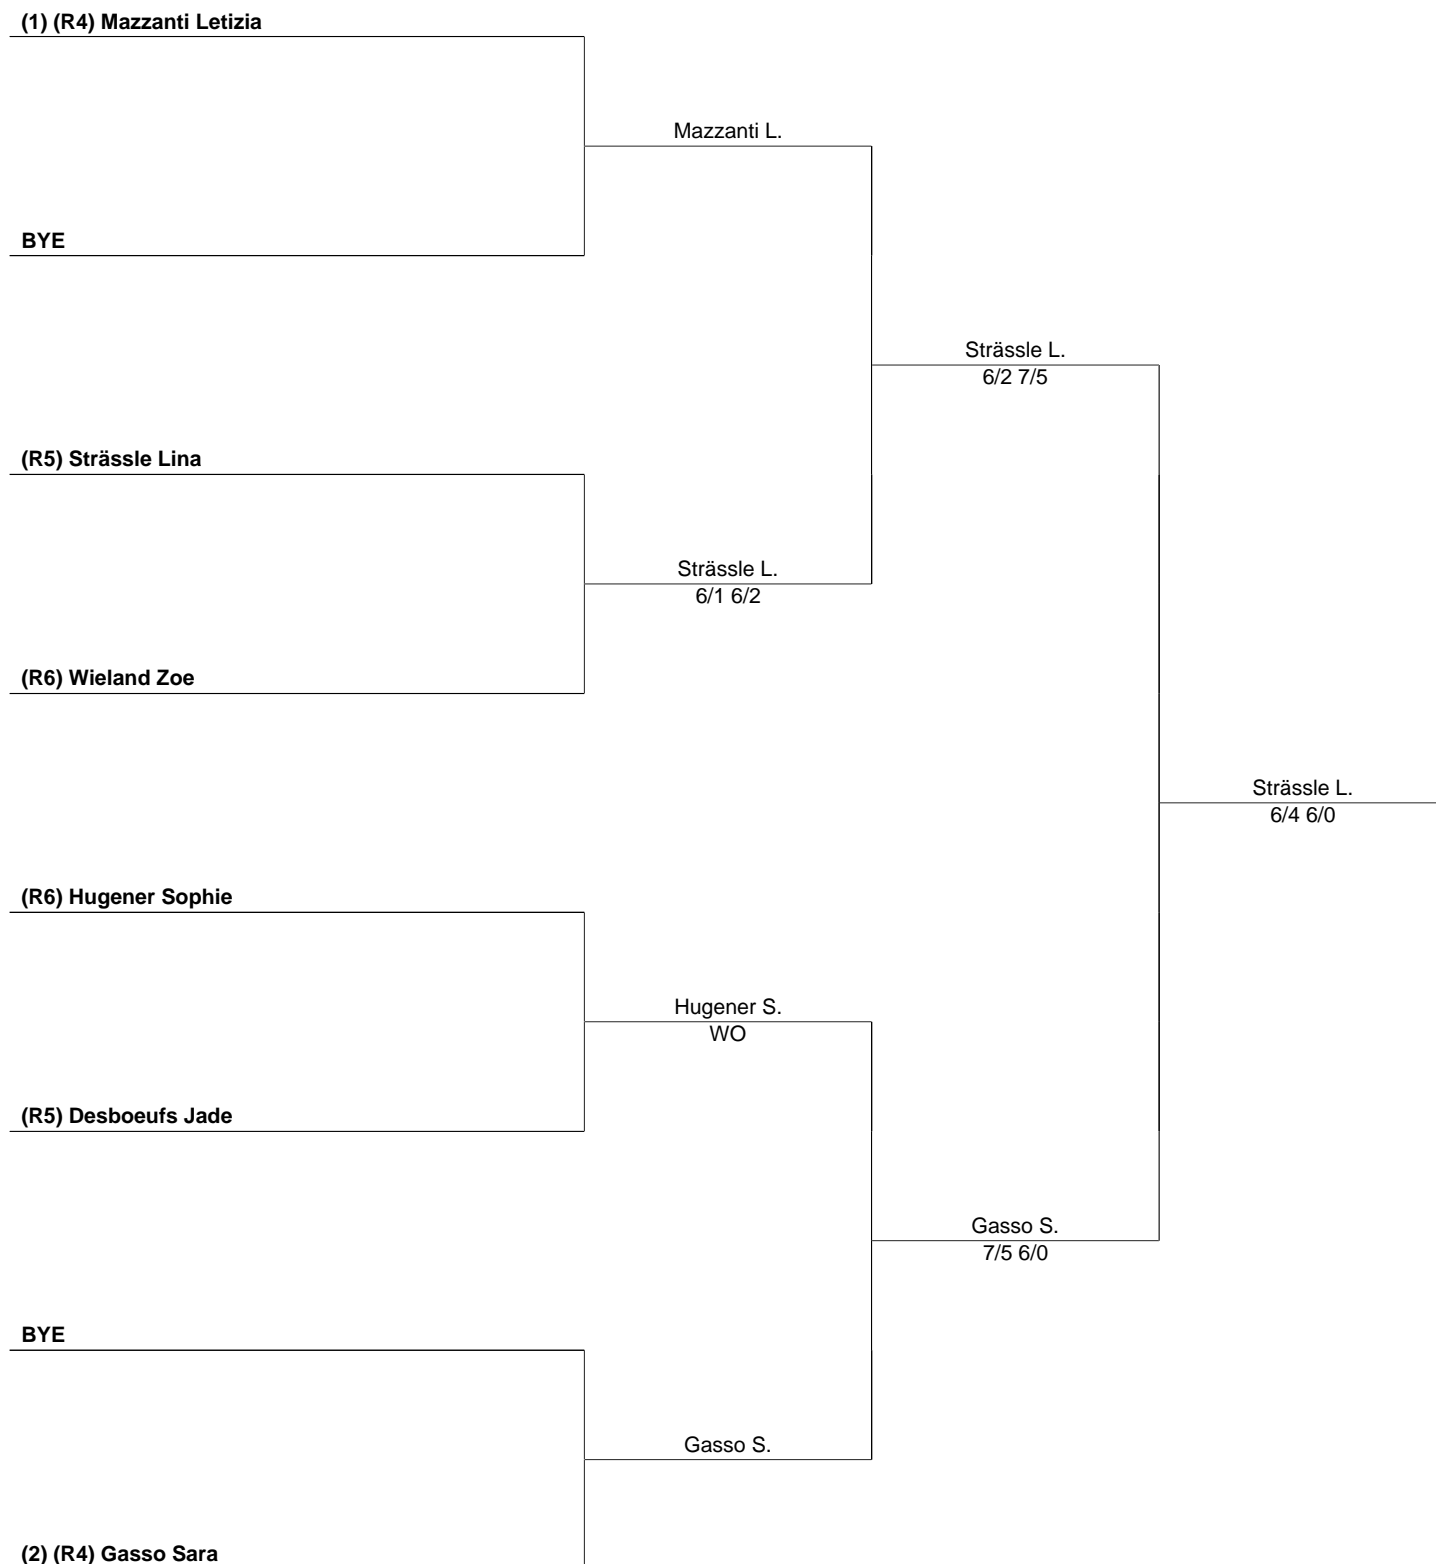 (1) (R4) Mazzanti Letizia
Mazzanti L.
BYE
Strässle L.
6/2 7/5
(R5) Strässle Lina
Strässle L.
6/1 6/2
(R6) Wieland Zoe
Strässle L.
6/4 6/0
(R6) Hugener Sophie
Hugener S.
WO
(R5) Desboeufs Jade
Gasso S.
7/5 6/0
BYE
Gasso S.
(2) (R4) Gasso Sara